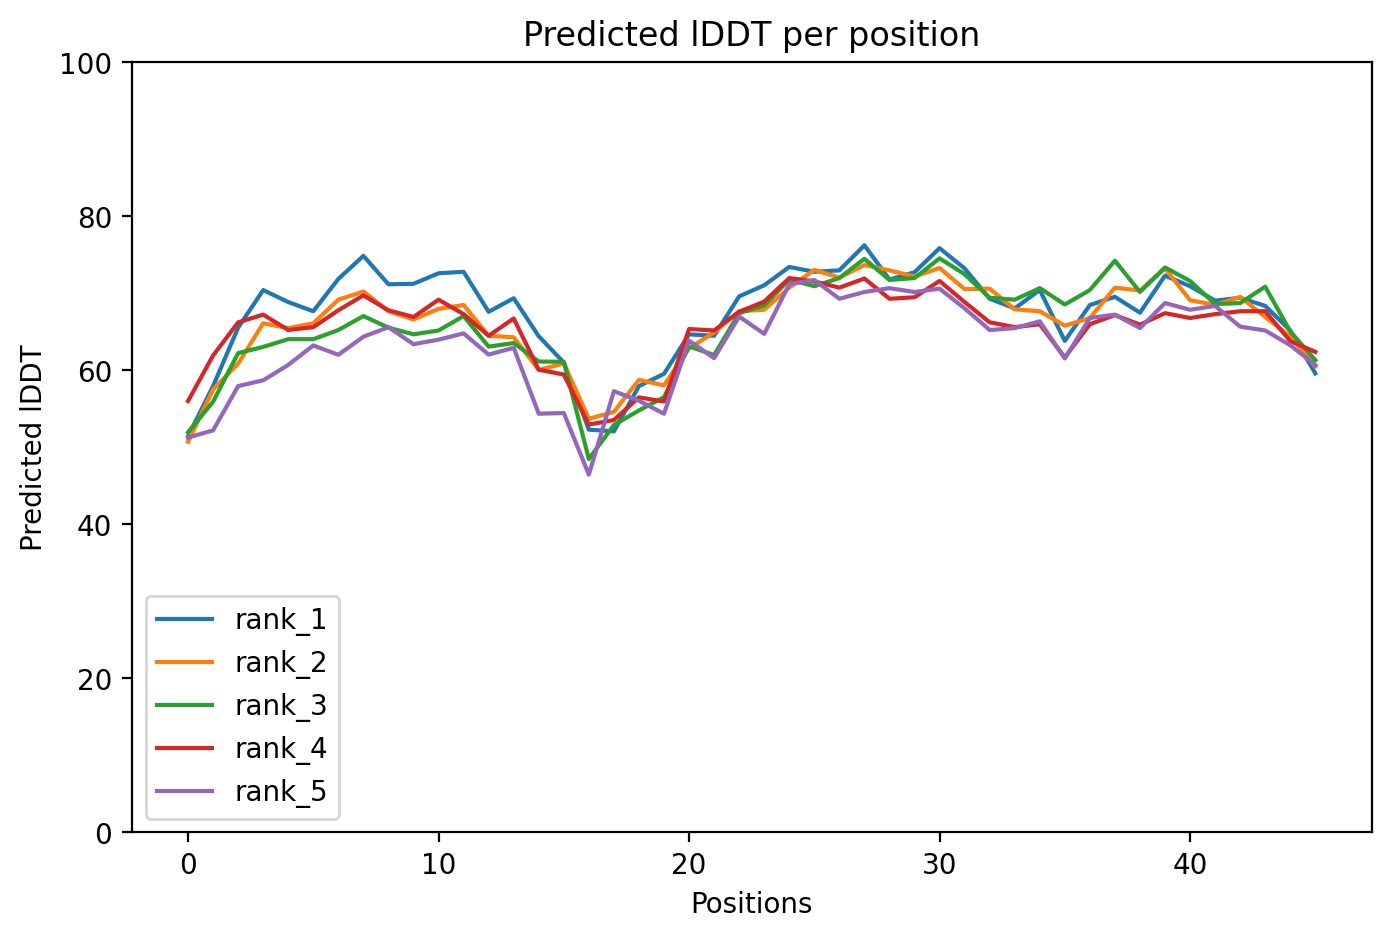 Predicted lDDT per position
Predicted lDDT
100
80
60
40
20
0
rank_1
rank_2
rank_3
rank_4
rank_5
0 10 20 30 40
Positions